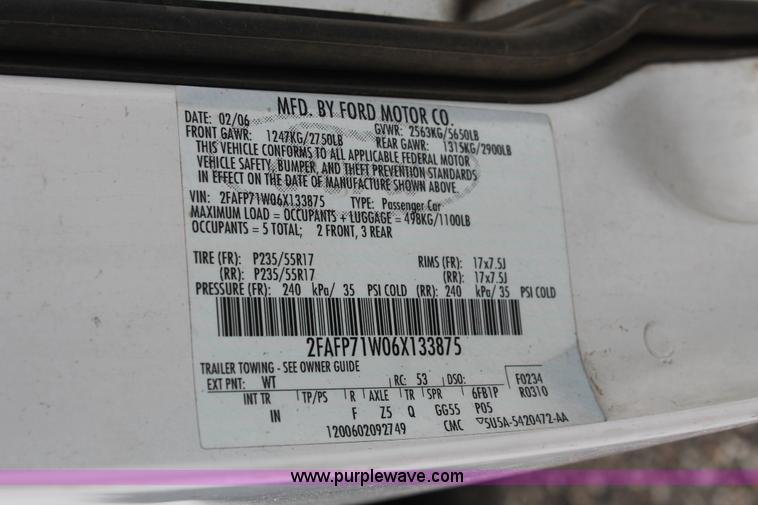 MFD. BY FORD MOTOR CO.
DATE: 02/06 GVWR: 2563KG/5650LB
FRONT GAWR: 1247KG/2750LB REAR GAWR: 1315KG/2900LB
THIS VEHICLE CONFORMS TO ALL APPLICABLE FEDERAL MOTOR
VEHICLE SAFETY, BUMPER, AND THEFT PREVENTION STANDARDS
IN EFFECT ON THE DATE OF MANUFACTURE SHOWN ABOVE.
VIN: 2FAFP71W06X133875 TYPE: Passenger Car
MAXIMUM LOAD = OCCUPANTS + LUGGAGE = 498KG/1100LB
OCCUPANTS = 5 TOTAL; 2 FRONT, 3 REAR
TIRE (FR): P235/55R17 RIMS (FR): 17x7.5J
(RR): P235/55R17 (RR): 17x7.5J
PRESSURE (FR): 240 kPa/ 35 PSI COLD (RR): 240 kPa/ 35 PSI COLD
2FAFP71W06X133875
TRAILER TOWING - SEE OWNER GUIDE
EXT PNT: WT RC: 53 DSO: F0234
INT TR TP/PS R AXLE TR SPR 6FB1P R0310
IN F Z5 Q GG55 P05
1200602092749 CMC ▽5U5A-5420472-AA
www.purplewave.com